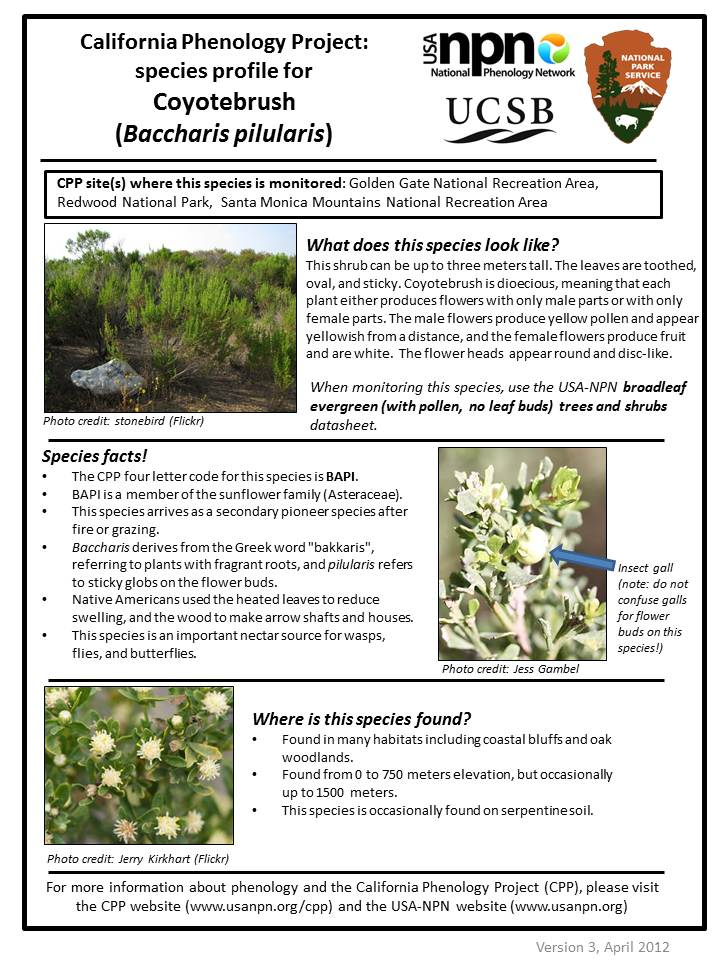 California Phenology Project:
species profile for
Coyotebrush
(Baccharis pilularis)
USA npn
National Phenology Network
UCSB
NATIONAL
PARK
SERVICE
CPP site(s) where this species is monitored: Golden Gate National Recreation Area,
Redwood National Park, Santa Monica Mountains National Recreation Area
What does this species look like?
This shrub can be up to three meters tall. The leaves are toothed,
oval, and sticky. Coyotebrush is dioecious, meaning that each
plant either produces flowers with only male parts or with only
female parts. The male flowers produce yellow pollen and appear
yellowish from a distance, and the female flowers produce fruit
and are white. The flower heads appear round and disc-like.
When monitoring this species, use the USA-NPN broadleaf
evergreen (with pollen, no leaf buds) trees and shrubs
datasheet.
Photo credit: stonebird (Flickr)
Species facts!
• The CPP four letter code for this species is BAPI.
• BAPI is a member of the sunflower family (Asteraceae).
• This species arrives as a secondary pioneer species after
fire or grazing.
• Baccharis derives from the Greek word "bakkaris",
referring to plants with fragrant roots, and pilularis refers
to sticky globs on the flower buds.
• Native Americans used the heated leaves to reduce
swelling, and the wood to make arrow shafts and houses.
• This species is an important nectar source for wasps,
flies, and butterflies.
Insect gall
(note: do not
confuse galls
for flower
buds on this
species!)
Photo credit: Jess Gambel
Where is this species found?
• Found in many habitats including coastal bluffs and oak
woodlands.
• Found from 0 to 750 meters elevation, but occasionally
up to 1500 meters.
• This species is occasionally found on serpentine soil.
Photo credit: Jerry Kirkhart (Flickr)
For more information about phenology and the California Phenology Project (CPP), please visit
the CPP website (www.usanpn.org/cpp) and the USA-NPN website (www.usanpn.org)
Version 3, April 2012